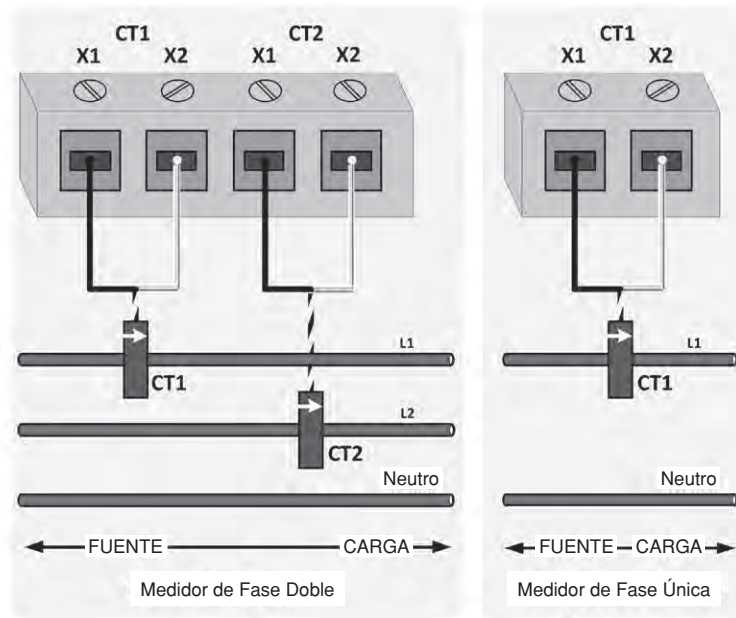 CT1 CT2
X1 X2 X1 X2
L1
CT1
L2
CT2
Neutro
FUENTE CARGA
Medidor de Fase Doble
CT1
X1 X2
L1
CT1
Neutro
FUENTE CARGA
Medidor de Fase Única